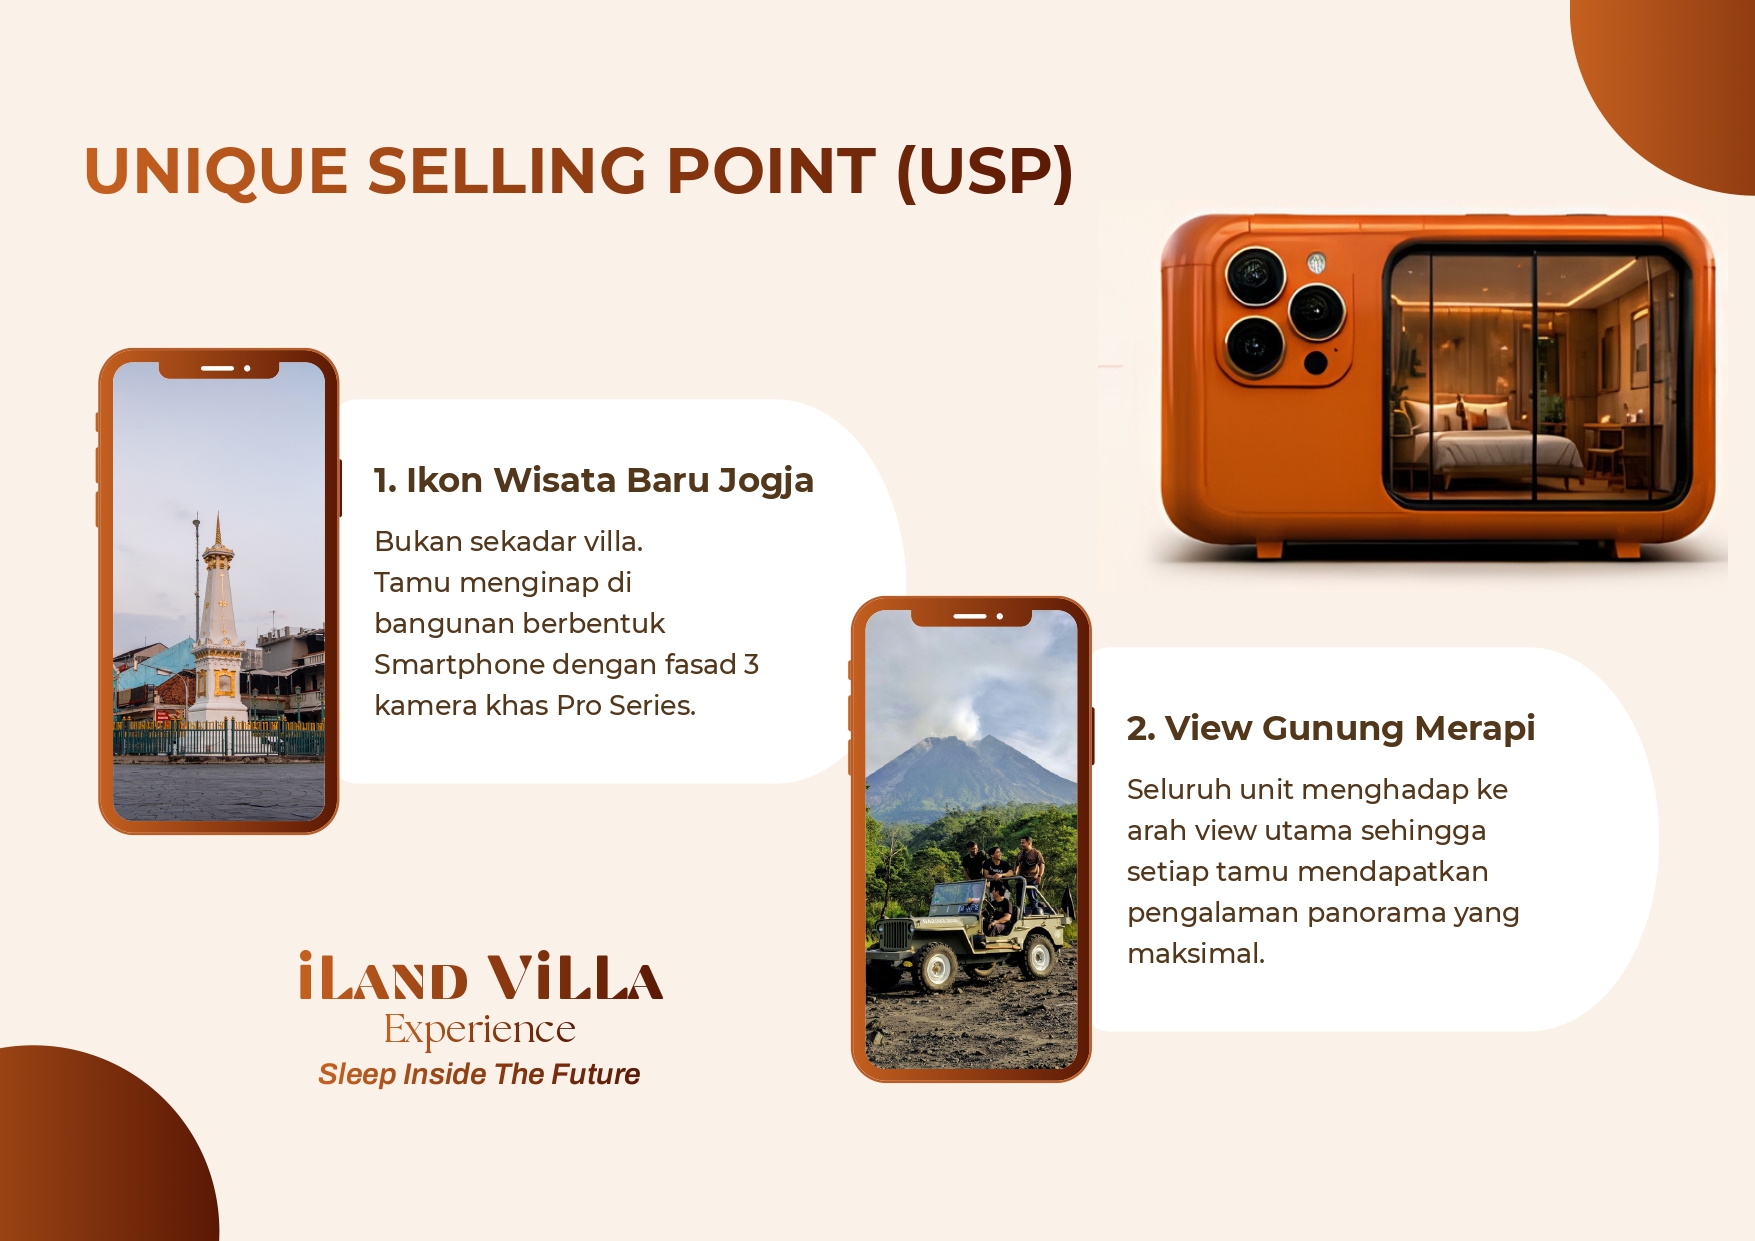 UNIQUE SELLING POINT (USP)
1. Ikon Wisata Baru Jogja
Bukan sekadar villa.
Tamu menginap di
bangunan berbentuk
Smartphone dengan fasad 3
kamera khas Pro Series.
2. View Gunung Merapi
Seluruh unit menghadap ke
arah view utama sehingga
setiap tamu mendapatkan
pengalaman panorama yang
maksimal.
iLAND ViLLA
Experience
Sleep Inside The Future